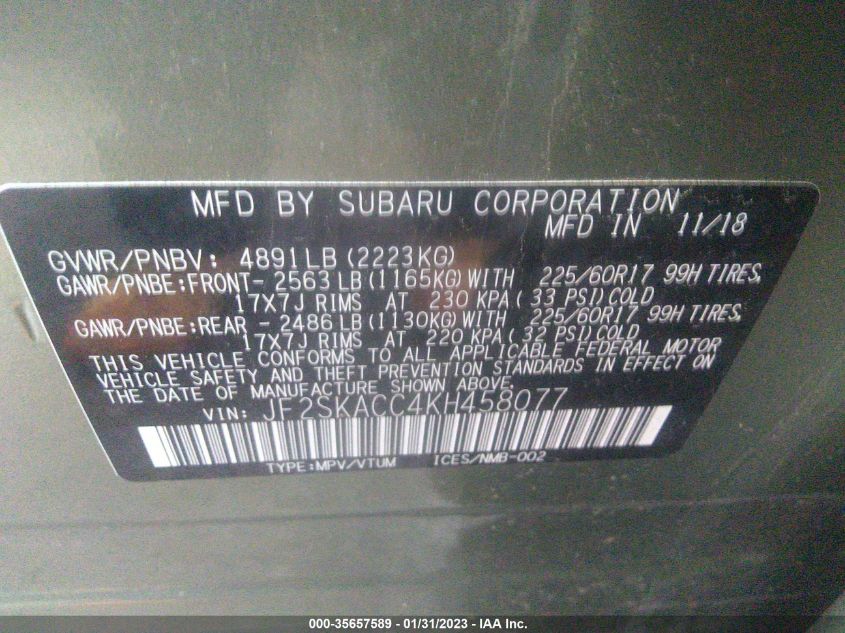 MFD BY SUBARU CORPORATION
MFD IN 11/18
GVWR/PNBV: 4891LB (2223KG)
GAWR/PNBE:FRONT- 2563LB (1165KG) WITH 225/60R17 99H TIRES,
17X7J RIMS AT 230 KPA( 33 PSI) COLD
GAWR/PNBE:REAR - 2486LB (1130KG) WITH 225/60R17 99H TIRES,
17X7J RIMS AT 220 KPA( 32 PSI) COLD
THIS VEHICLE CONFORMS TO ALL APPLICABLE FEDERAL MOTOR
VEHICLE SAFETY AND THEFT PREVENTION STANDARDS IN EFFECT ON
THE DATE OF MANUFACTURE SHOWN ABOVE.
VIN: JF2SKACC4KH458077
TYPE:MPV/VTUM ICES/NMB-002
000-35657589 - 01/31/2023 - IAA Inc.